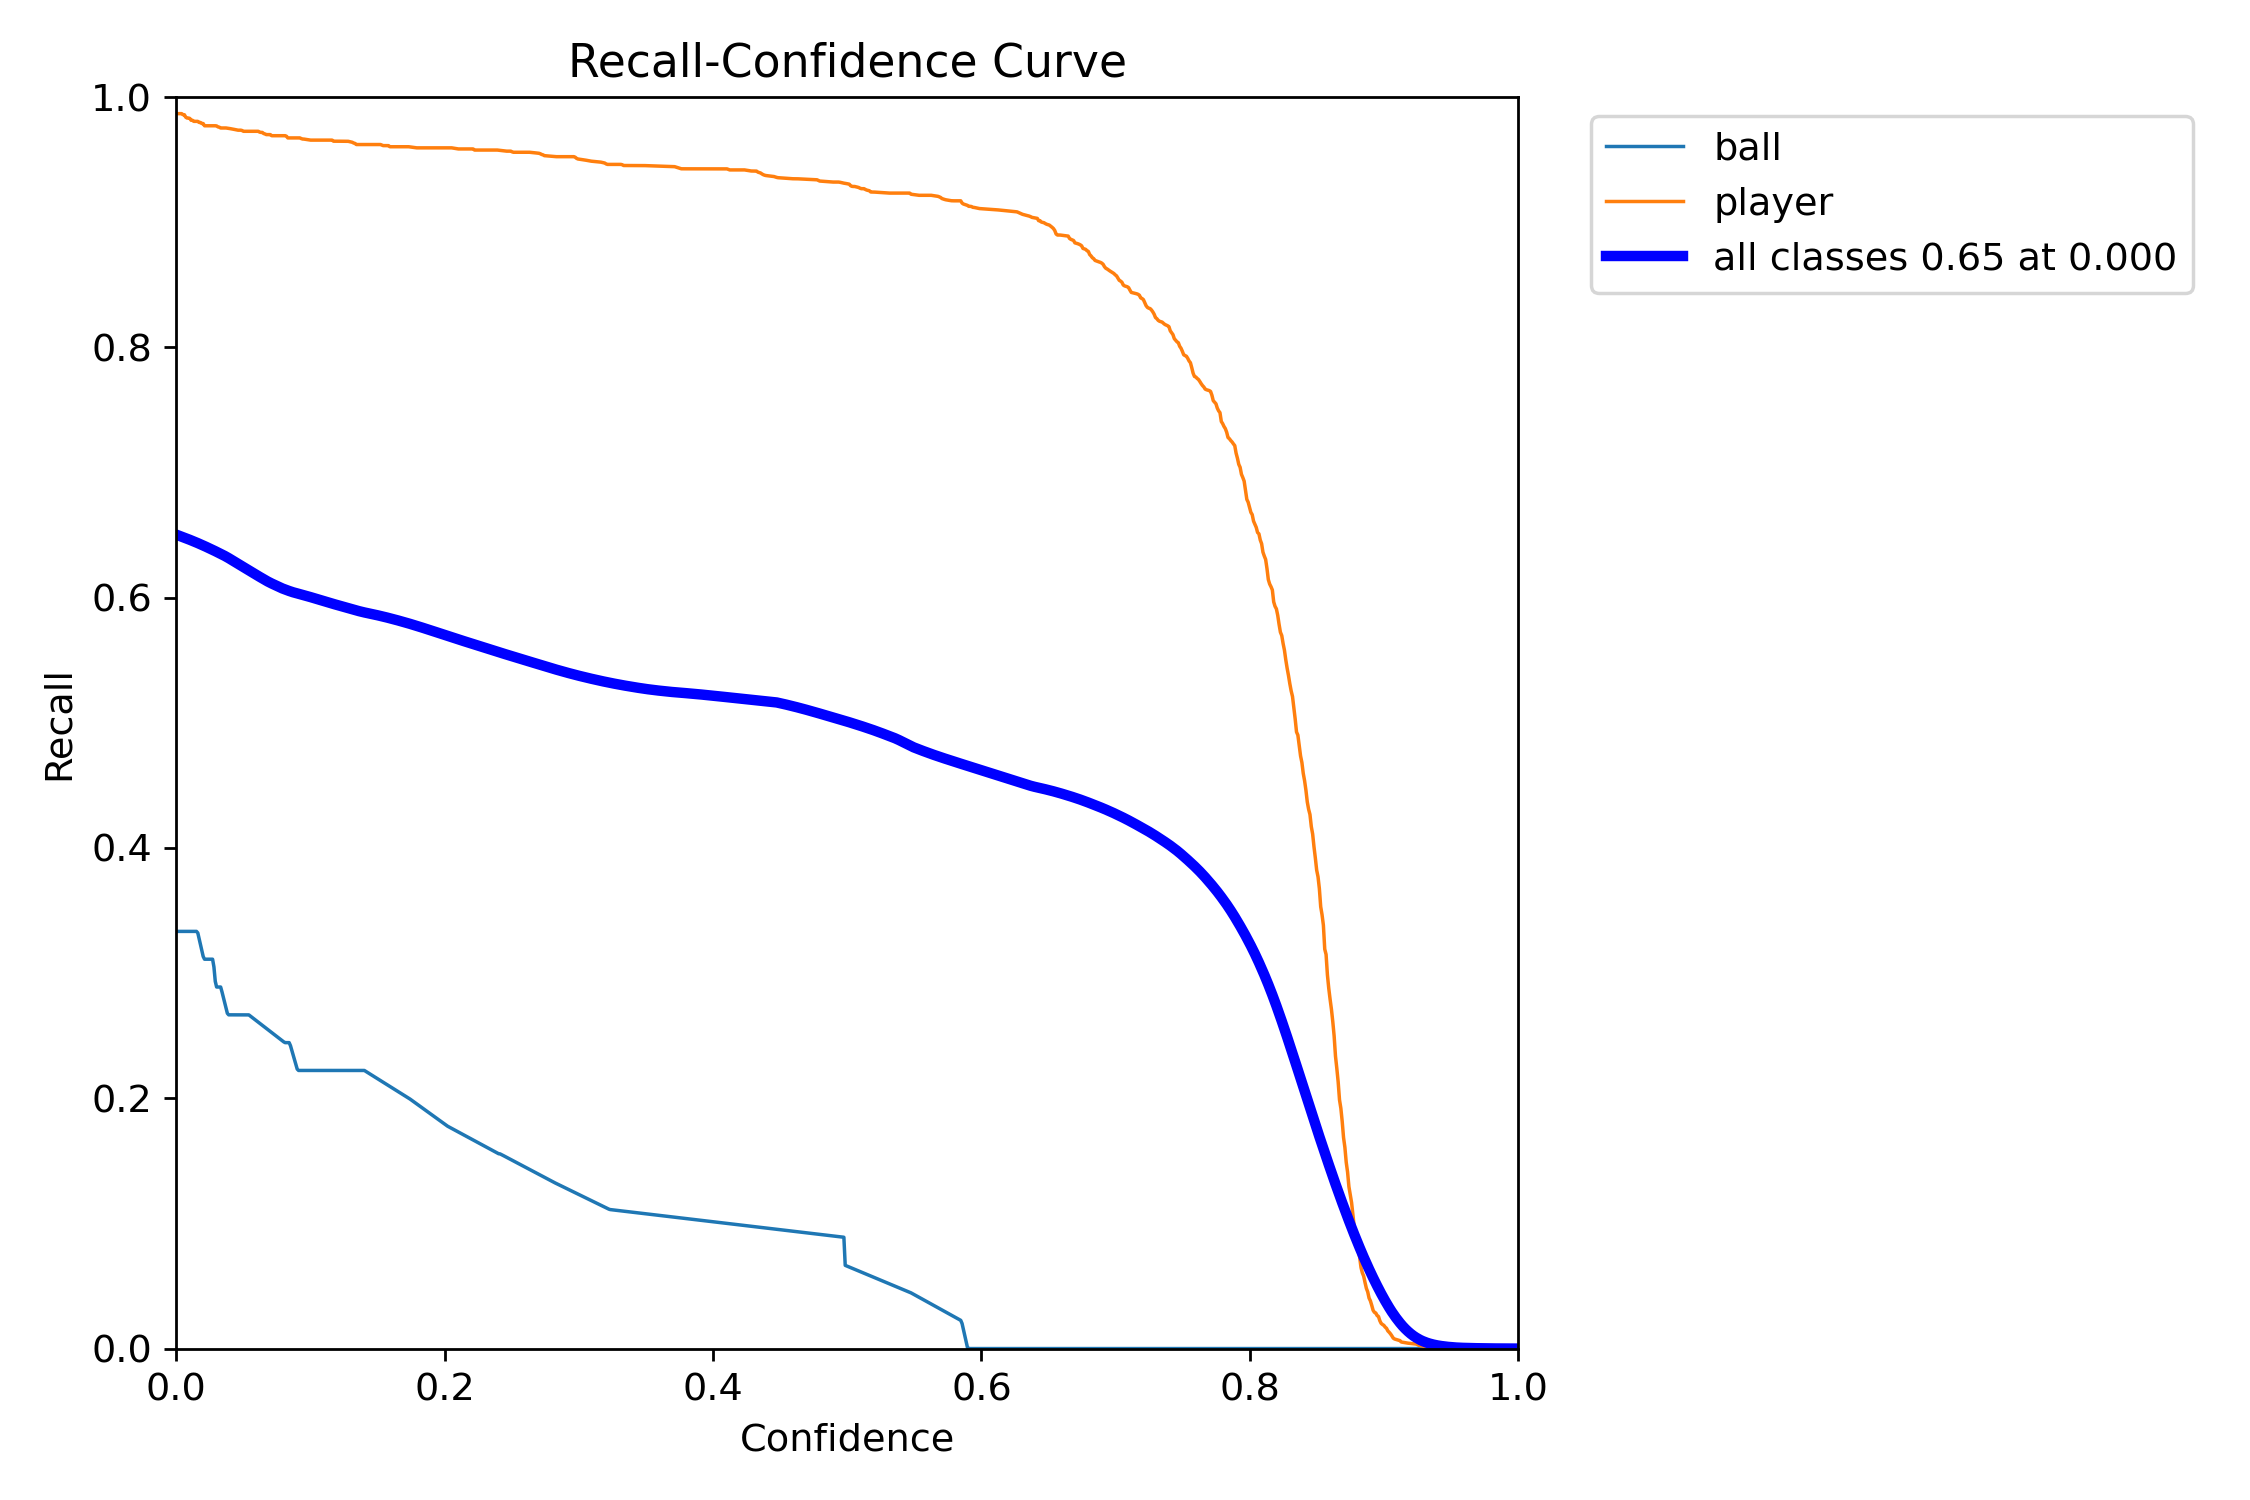 Recall-Confidence Curve
1.0
0.8
0.6
0.4
0.2
0.0
Recall
0.0 0.2 0.4 0.6 0.8 1.0
Confidence
ball
player
all classes 0.65 at 0.000